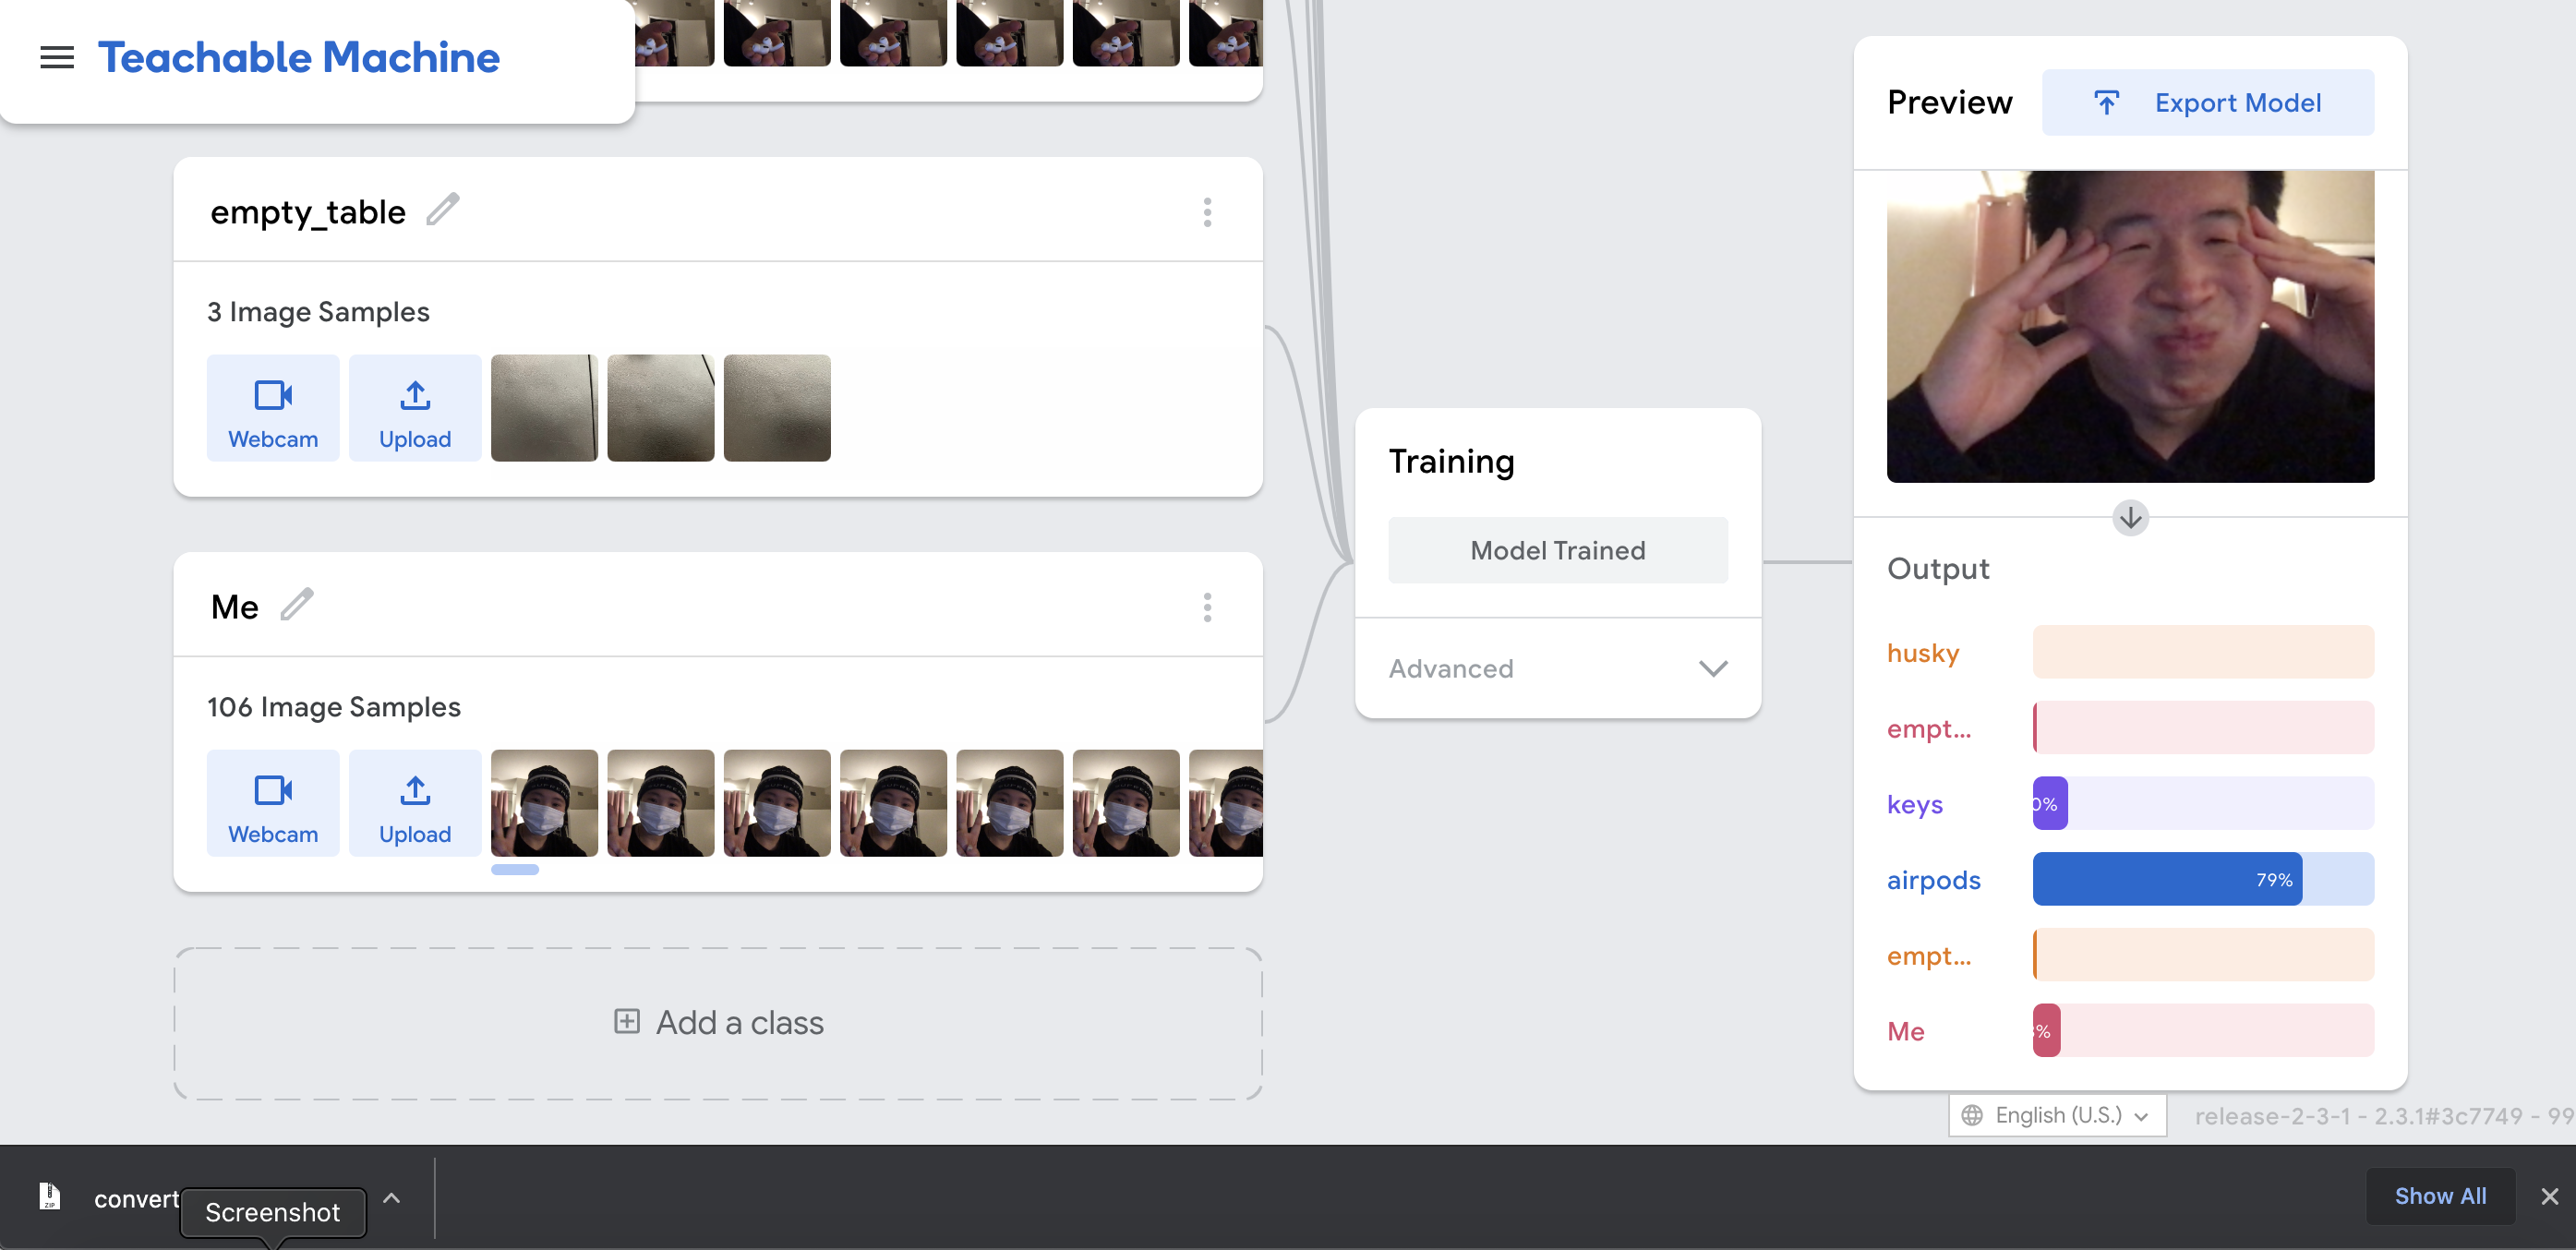 Teachable Machine
empty_table
3 Image Samples
Webcam
Upload
Me
106 Image Samples
Webcam
Upload
Add a class
Training
Model Trained
Advanced
Preview
Export Model
Output
husky
empt...
keys
0%
airpods
79%
empt...
Me
%
English (U.S.)
release-2-3-1 - 2.3.1#3c7749 - 99
ZIP
convert
Screenshot
Show All